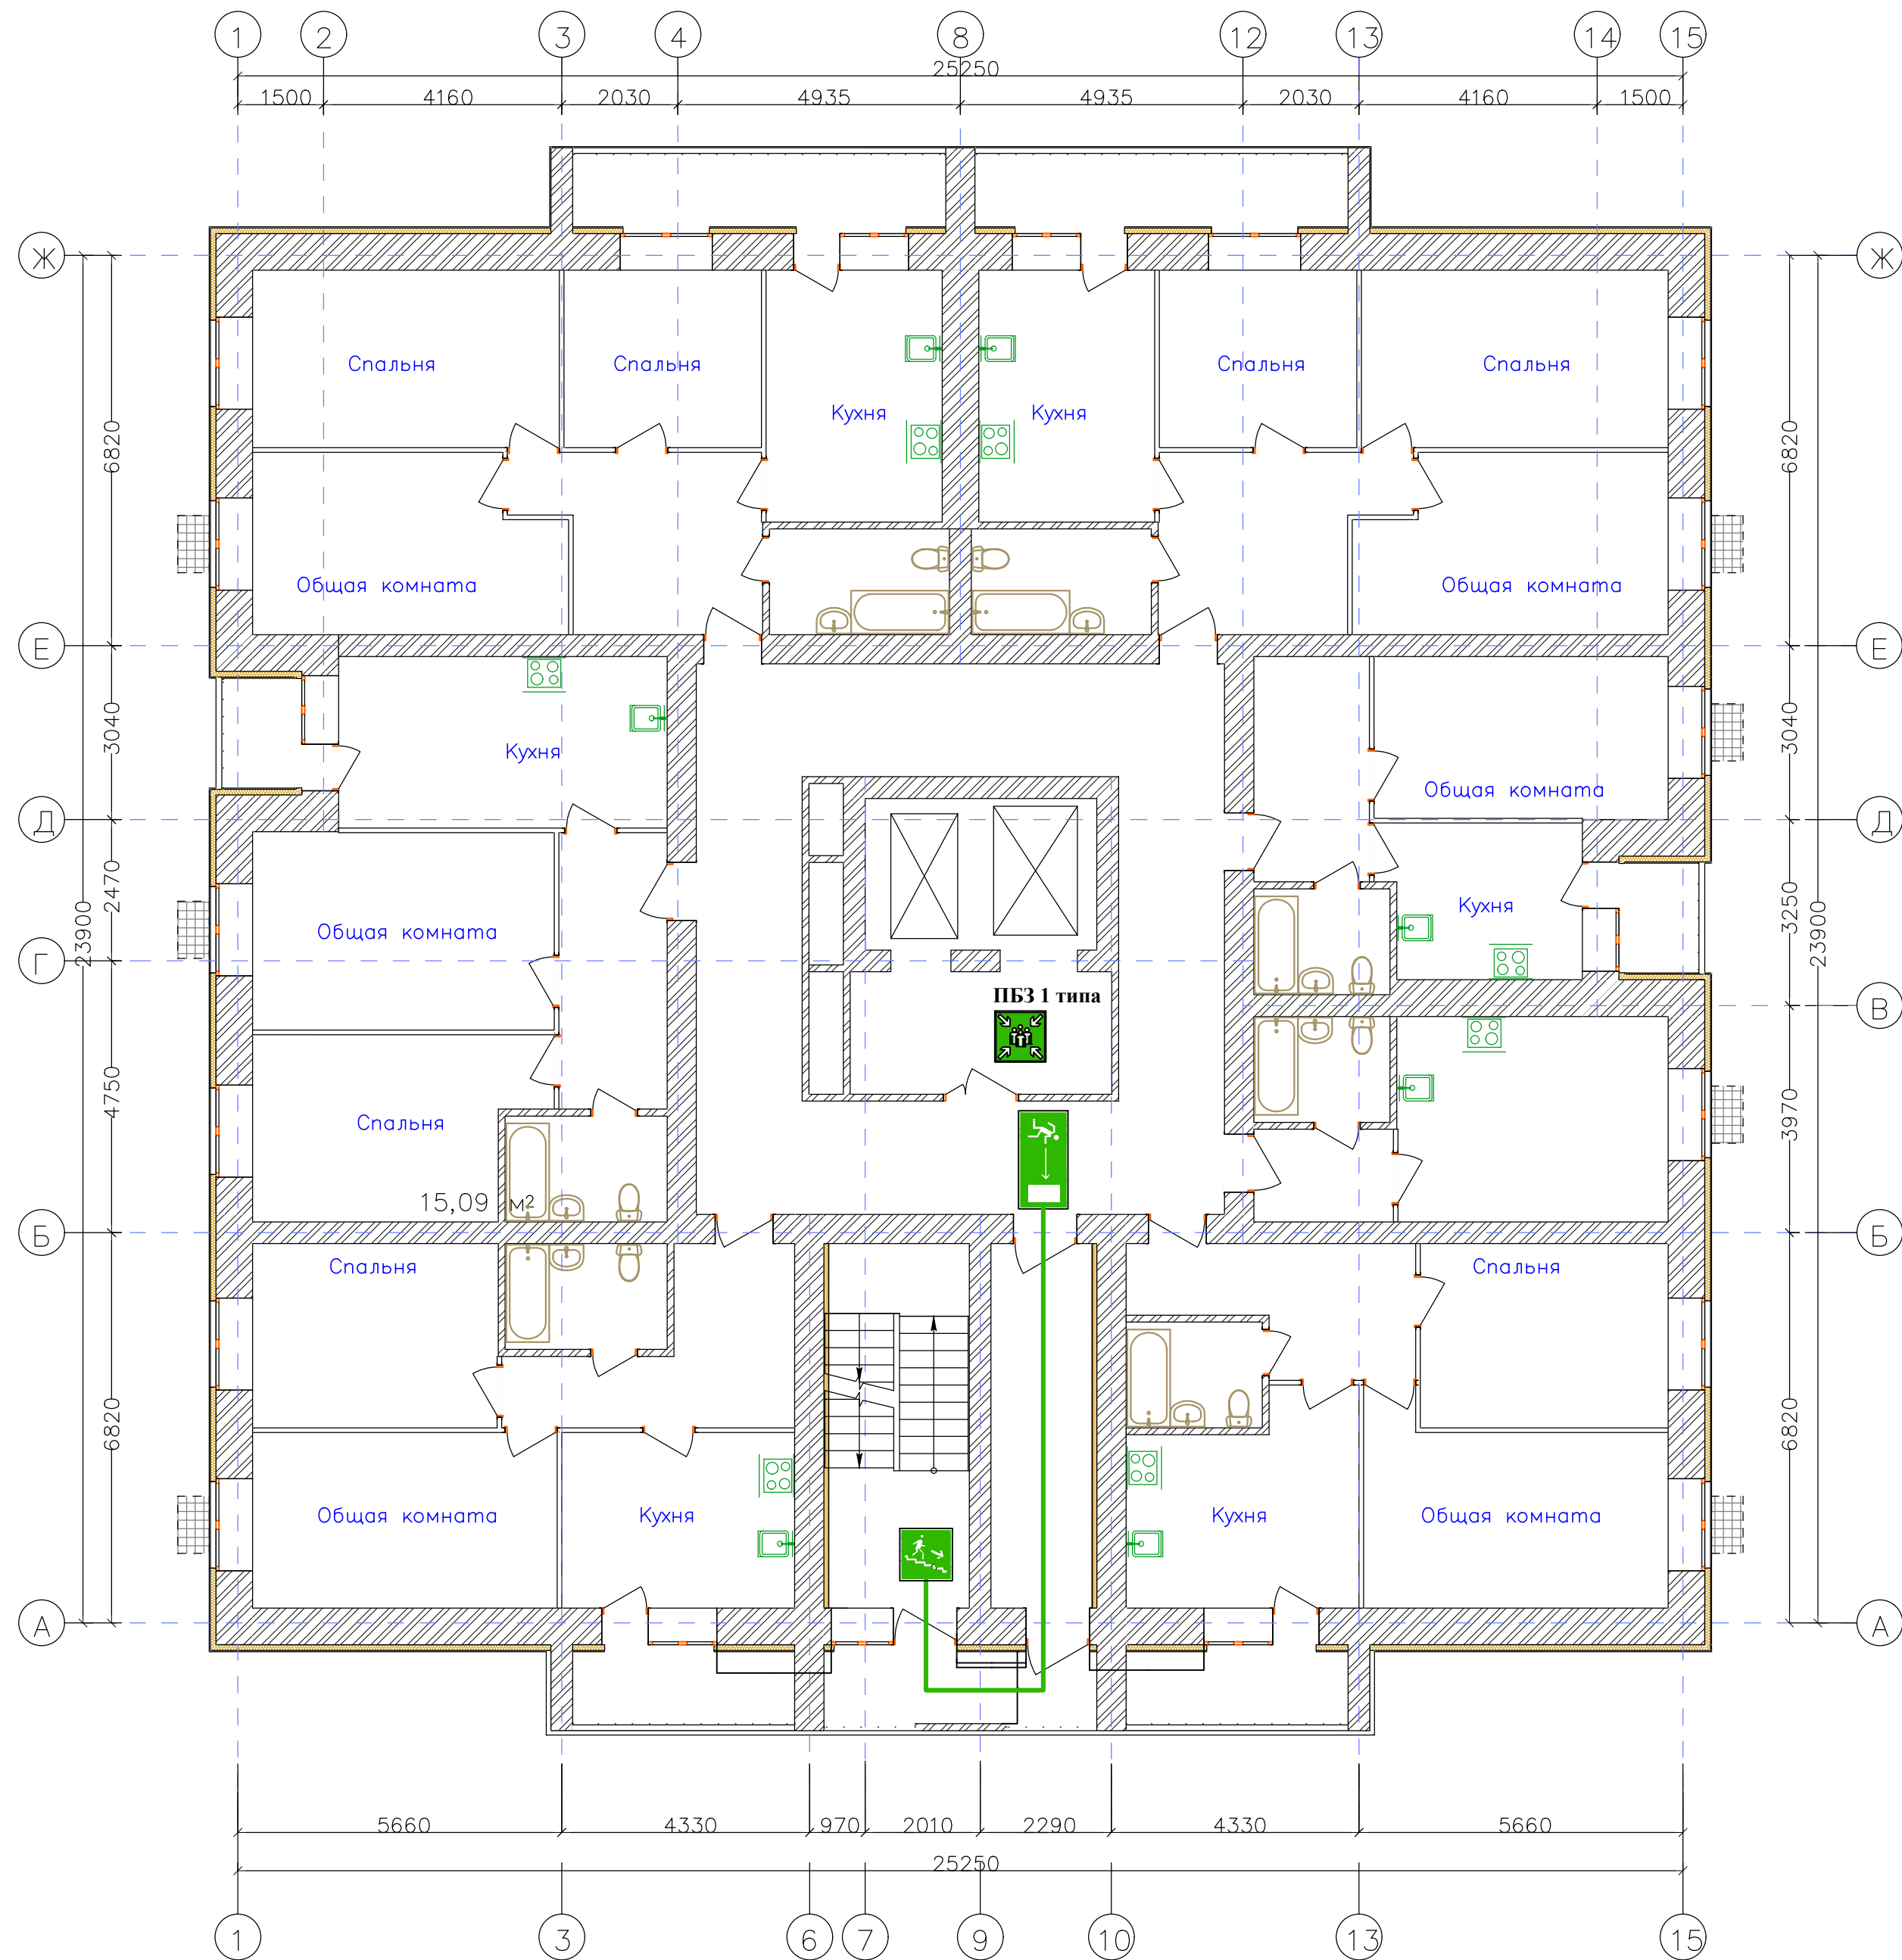 1 2 3 4 8 12 13 14 15
25250
1500 4160 2030 4935 4935 2030 4160 1500
Ж Ж
Спальня Спальня Спальня Спальня
Кухня Кухня
6820 6820
Общая комната Общая комната
Е Е
3040 3040
Кухня
Общая комната
Д Д
2470
Кухня
3250
23900 23900
Общая комната
Г
ПБЗ 1 типа
В
4750 3970
Спальня
15,09 м²
Б Б
Спальня Спальня
6820 6820
Общая комната Кухня Кухня Общая комната
А А
5660 4330 970 2010 2290 4330 5660
25250
1 3 6 7 9 10 13 15